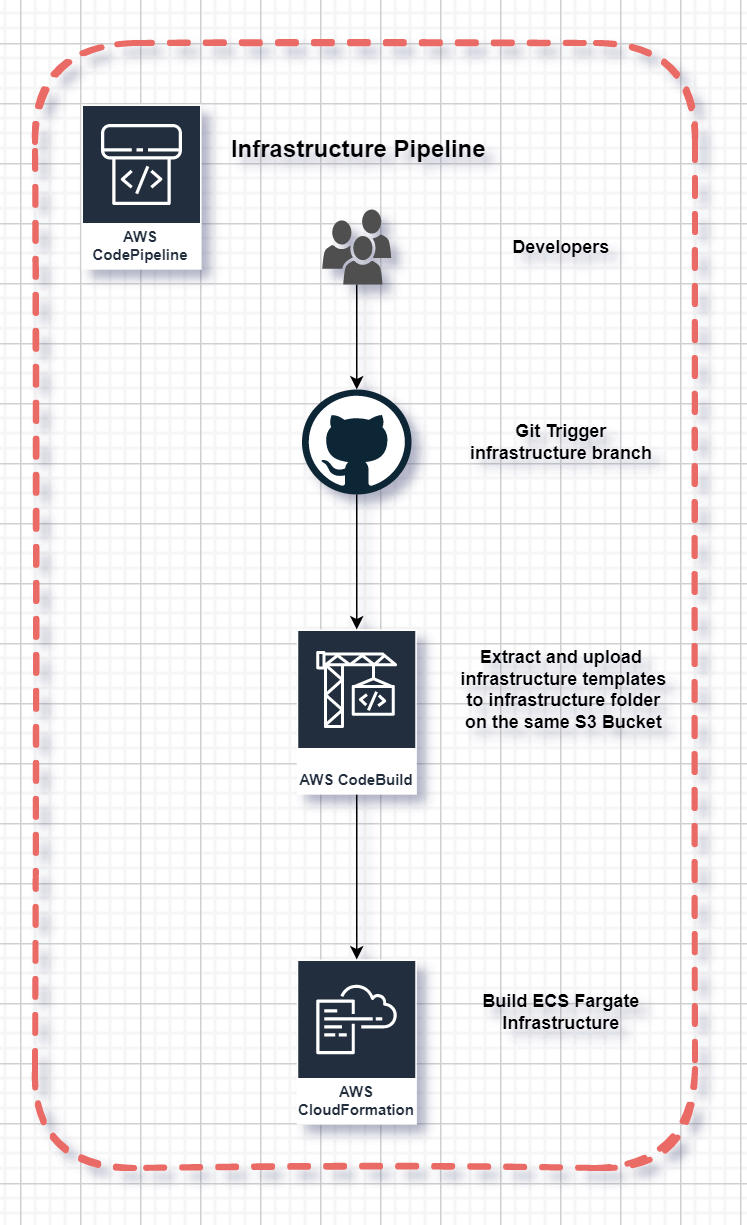 Infrastructure Pipeline
AWS
CodePipeline
Developers
Git Trigger
infrastructure branch
Extract and upload
infrastructure templates
to infrastructure folder
on the same S3 Bucket
AWS CodeBuild
Build ECS Fargate
Infrastructure
AWS
CloudFormation